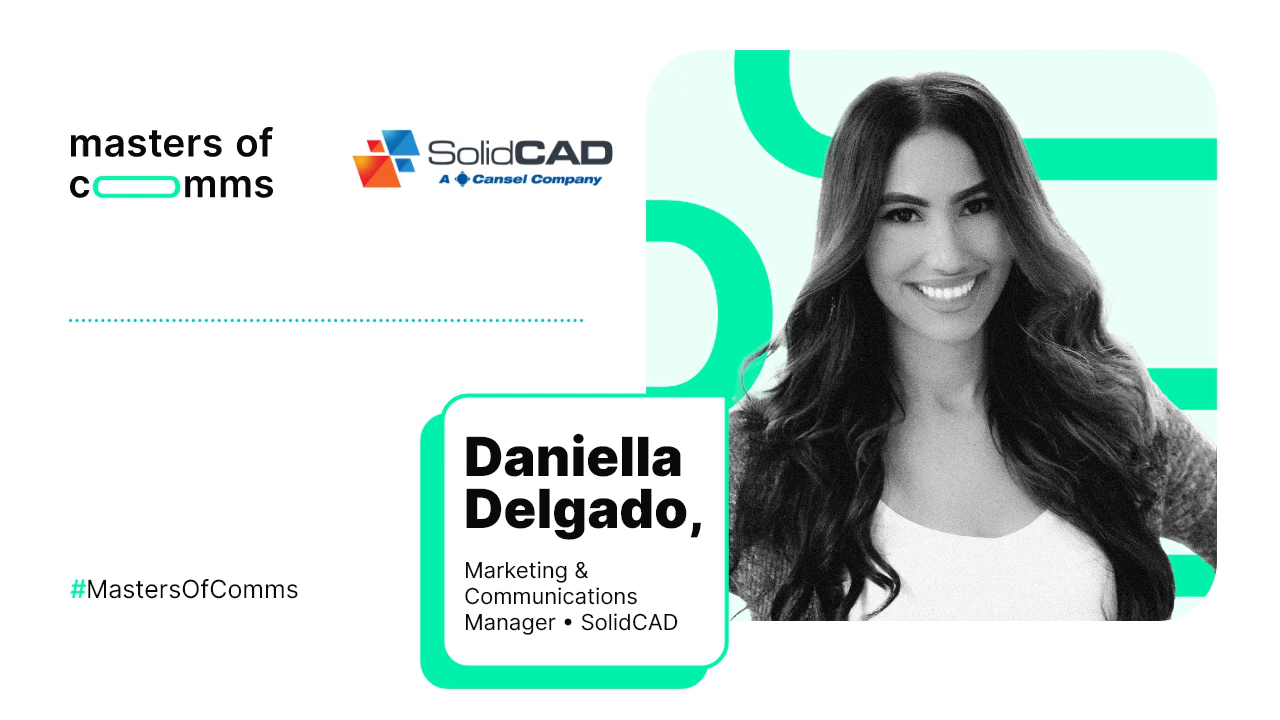 masters of
comms
SolidCAD
A Cansel Company
Daniella
Delgado,
Marketing &
Communications
Manager • SolidCAD
#MastersOfComms